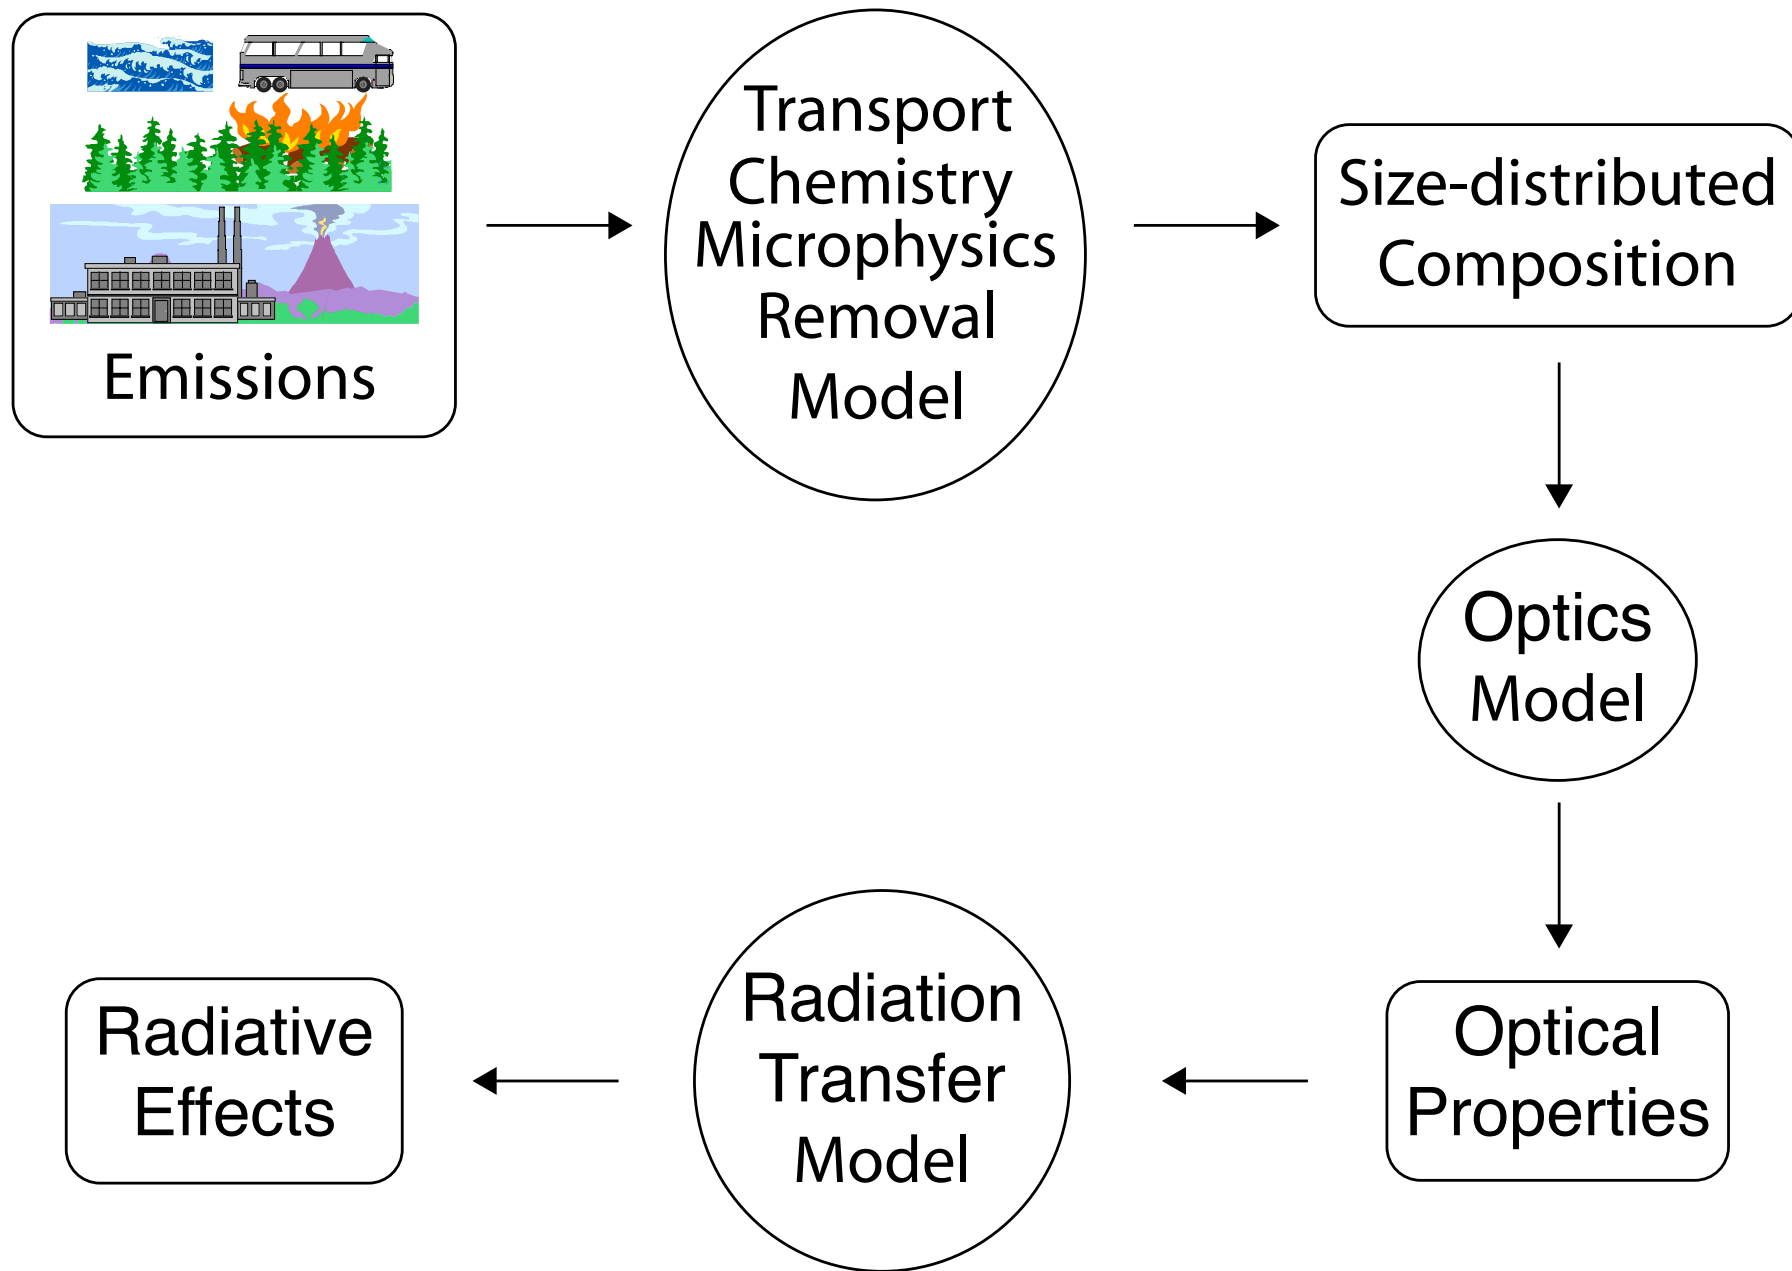 Emissions
Transport
Chemistry
Microphysics
Removal
Model
Size-distributed
Composition
Optics
Model
Optical
Properties
Radiation
Transfer
Model
Radiative
Effects